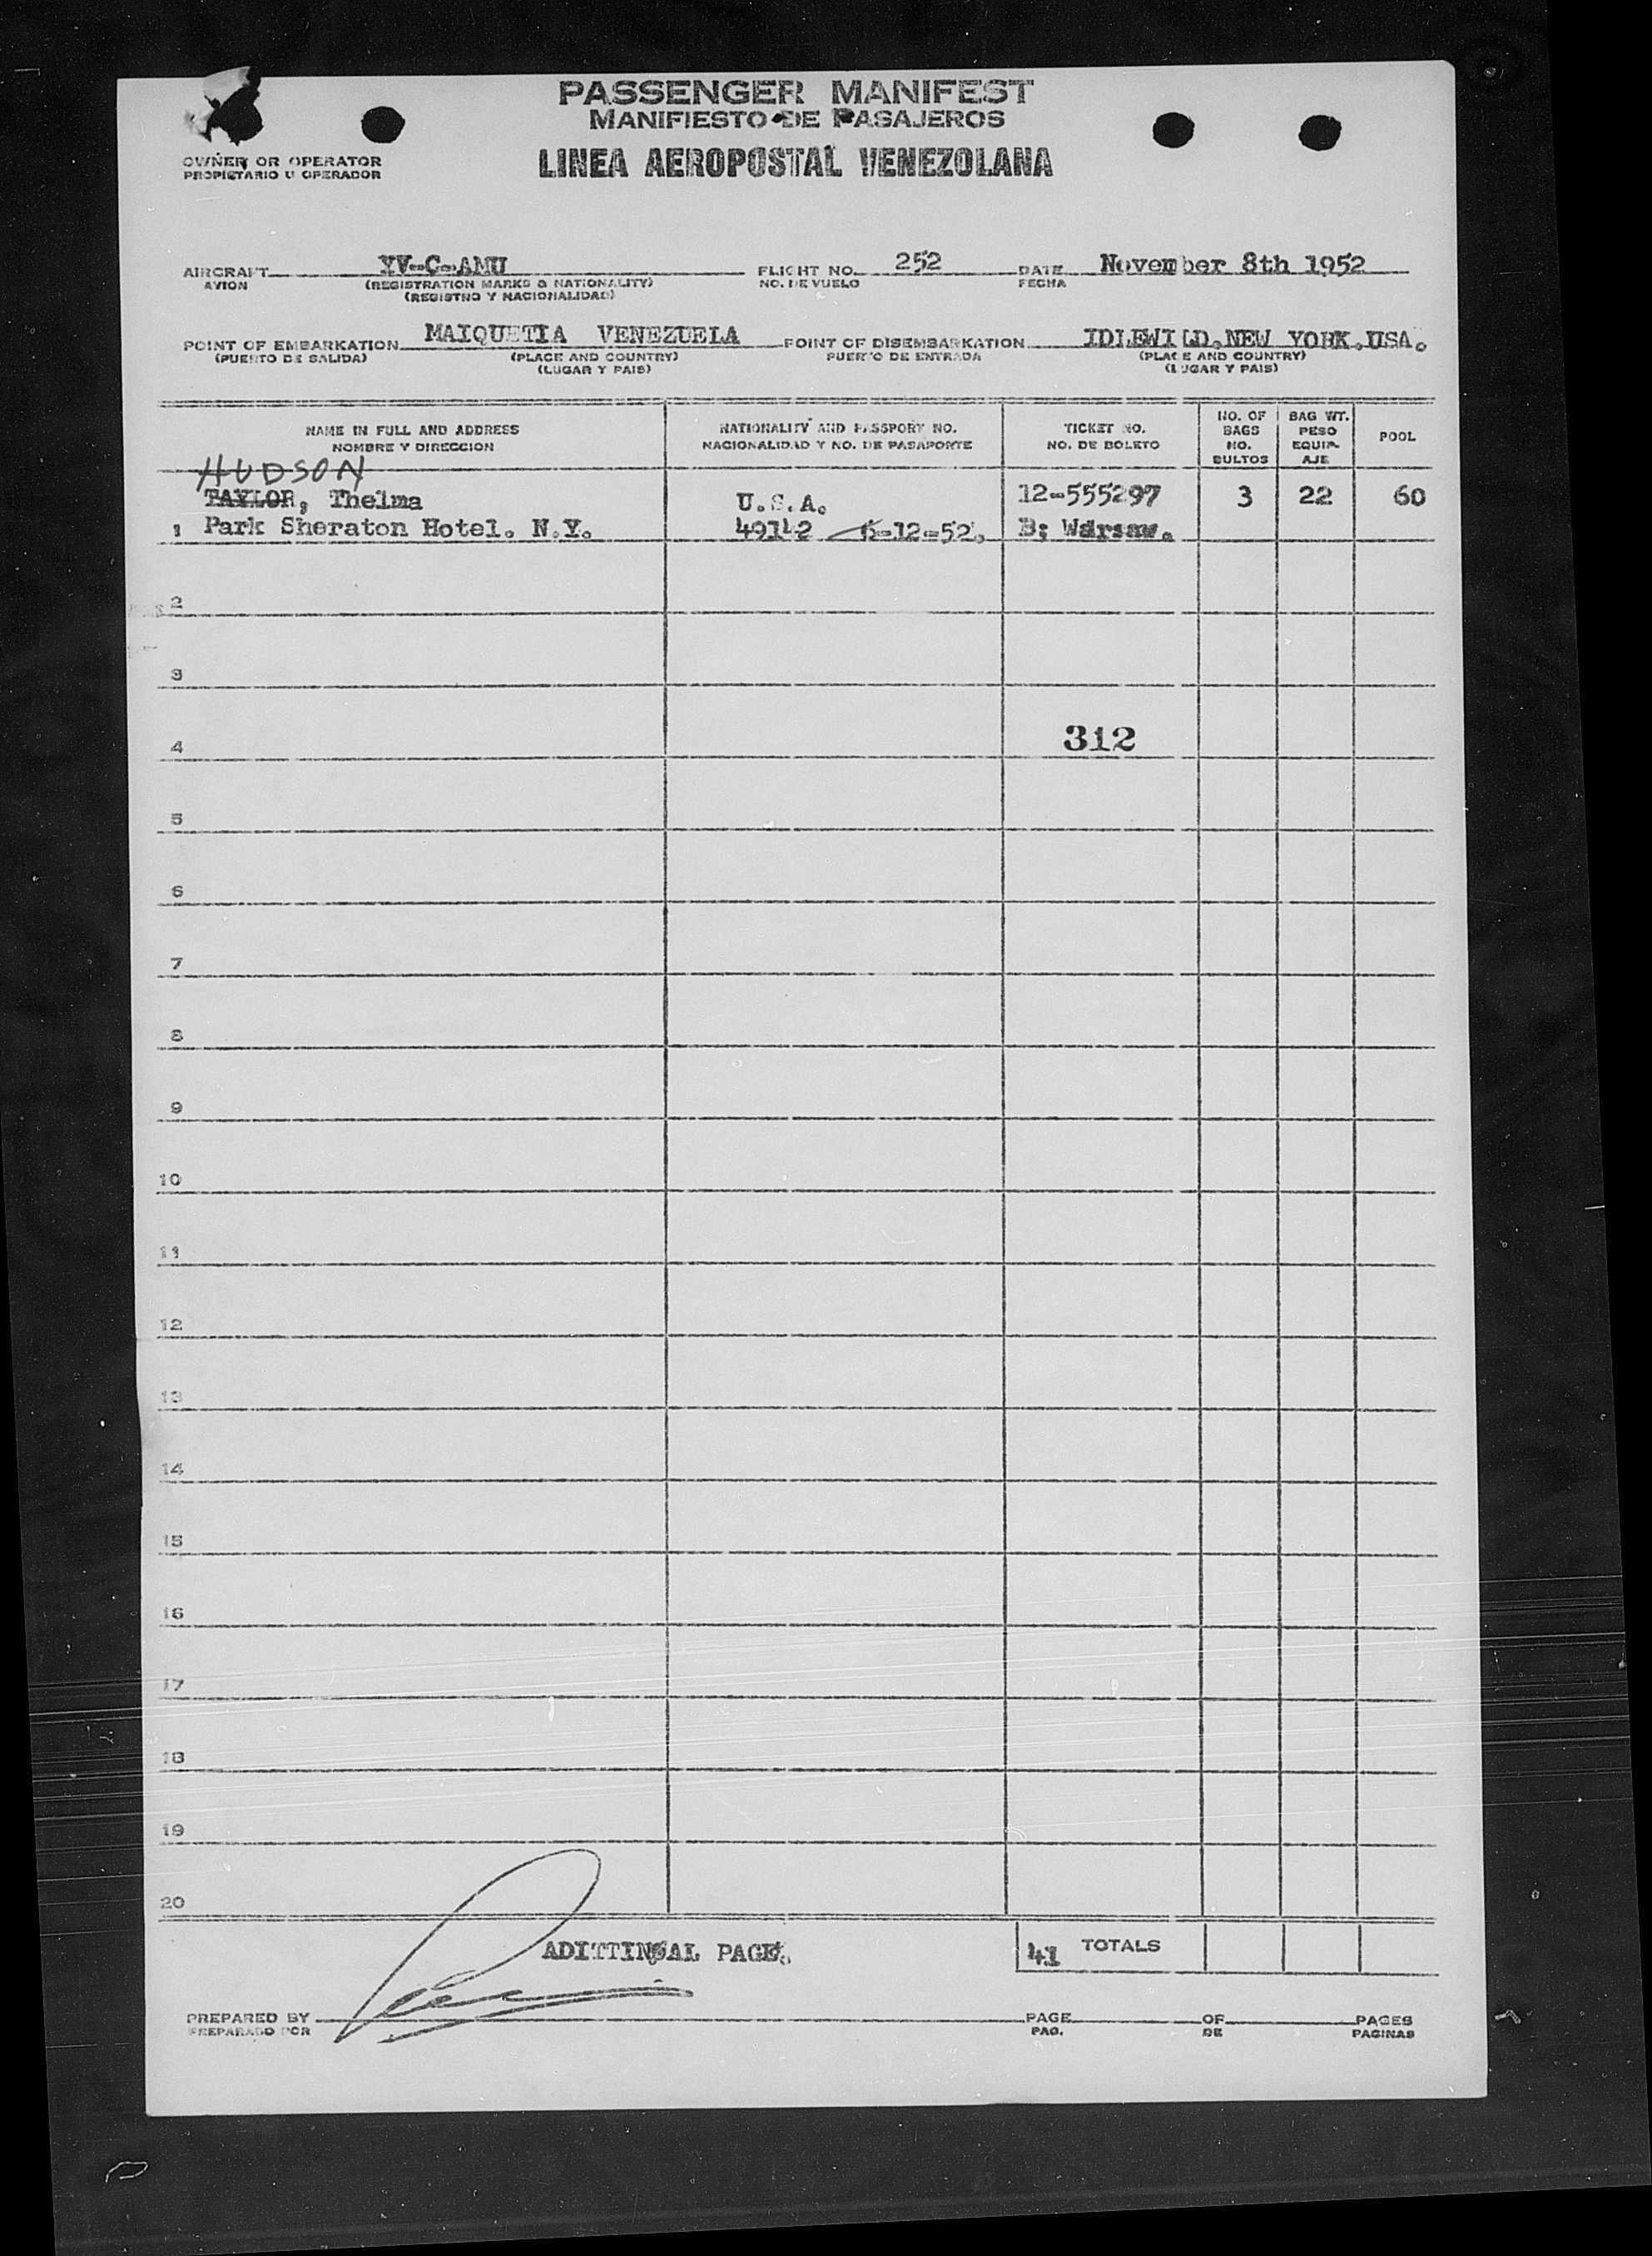 PASSENGER MANIFEST
MANIFIESTO DE PASAJEROS
OWNER OR OPERATOR
PROPIETARIO U OPERADOR
LINEA AEROPOSTAL VENEZOLANA
AIRCRAFT YV-C-AMU FLIGHT NO. 252 DATE November 8th 1952
AVION (REGISTRATION MARKS & NATIONALITY) NO. DE VUELO FECHA
(REGISTRO Y NACIONALIDAD)
POINT OF EMBARKATION MAIQUETIA VENEZUELA POINT OF DISEMBARKATION IDLEWILD.NEW YORK.USA.
(PUERTO DE SALIDA) (PLACE AND COUNTRY) PUERTO DE ENTRADA (PLACE AND COUNTRY)
(LUGAR Y PAIS) (LUGAR Y PAIS)
NAME IN FULL AND ADDRESS
NOMBRE Y DIRECCION
NATIONALITY AND PASSPORT NO.
NACIONALIDAD Y NO. DE PASAPORTE
TICKET NO.
NO. DE BOLETO
NO. OF
BAGS
NO.
BULTOS
BAG WT.
PESO
EQUIP-
AJE
POOL
HUDSON
TAYLOR, Thelma U.S.A. 12-555297 3 22 60
1 Park Sheraton Hotel. N.Y. 49142 6-12-52. B; Warsaw.
2
3
4 312
5
6
7
8
9
10
11
12
13
14
15
16
17
18
19
20
ADITTINOAL PAGE.
41 TOTALS
PREPARED BY PAGE OF PAGES
PREPARADO POR PAG. DE PAGINAS